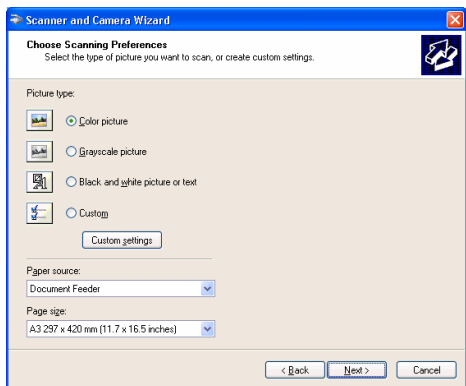 Scanner and Camera Wizard
Choose Scanning Preferences
Select the type of picture you want to scan, or create custom settings.
Picture type:
Color picture
Grayscale picture
Black and white picture or text
Custom
Custom settings
Paper source:
Document Feeder
Page size:
A3 297 x 420 mm (11.7 x 16.5 inches)
< Back Next > Cancel